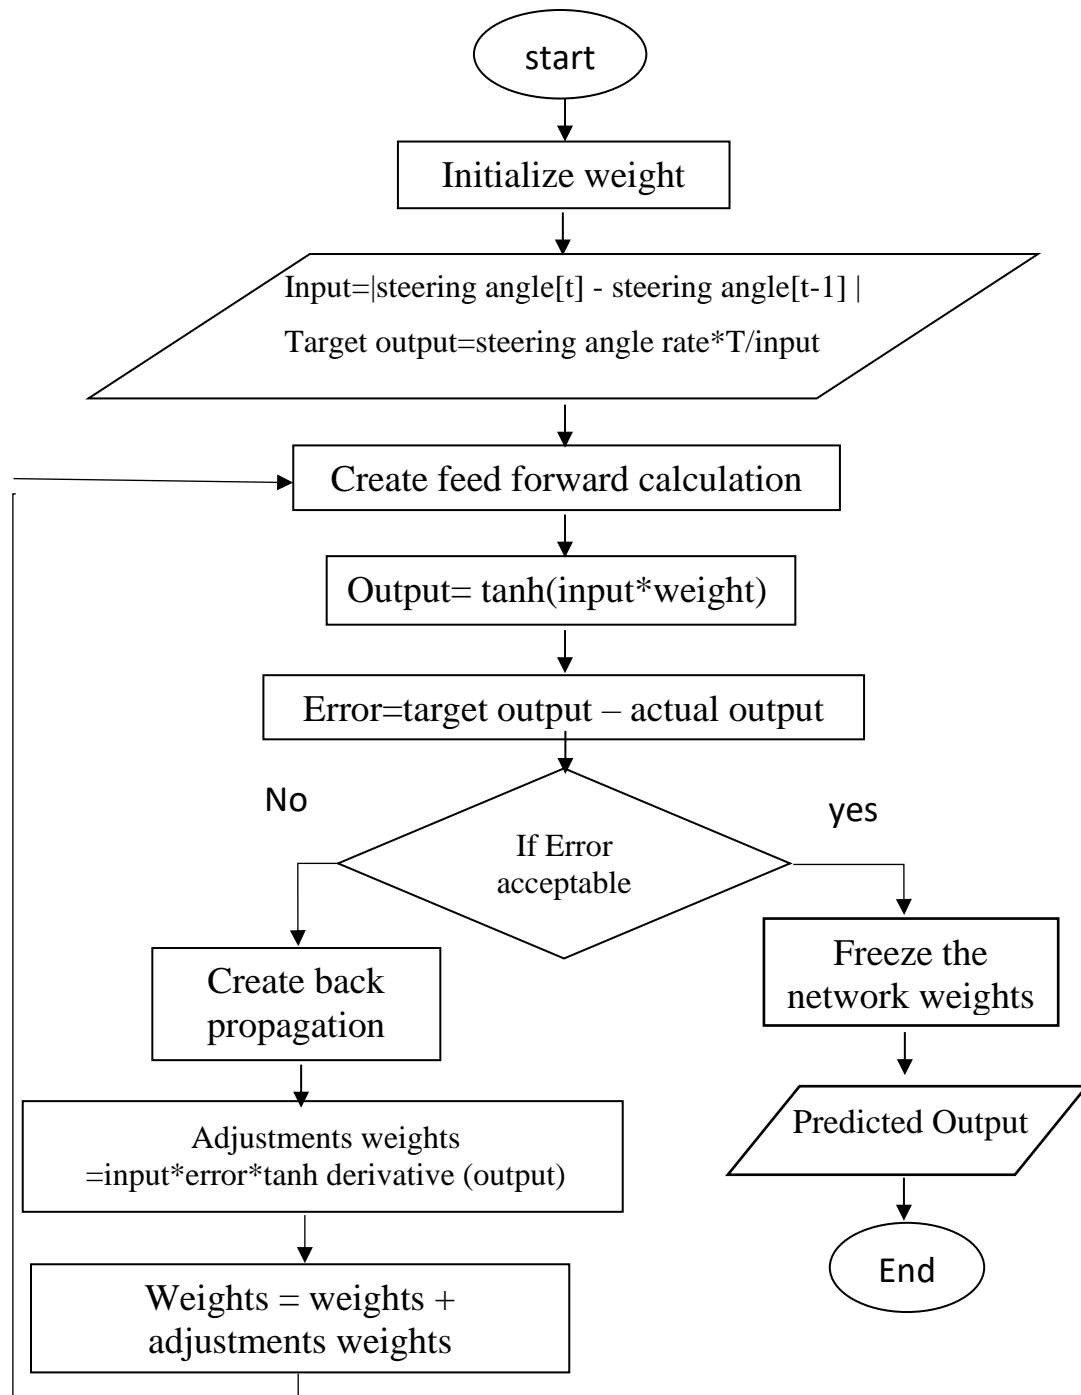 start
Initialize weight
Input=|steering angle[t] - steering angle[t-1] |
Target output=steering angle rate*T/input
Create feed forward calculation
Output= tanh(input*weight)
Error=target output – actual output
No
yes
If Error
acceptable
Create back
propagation
Freeze the
network weights
Adjustments weights
=input*error*tanh derivative (output)
Predicted Output
Weights = weights +
adjustments weights
End